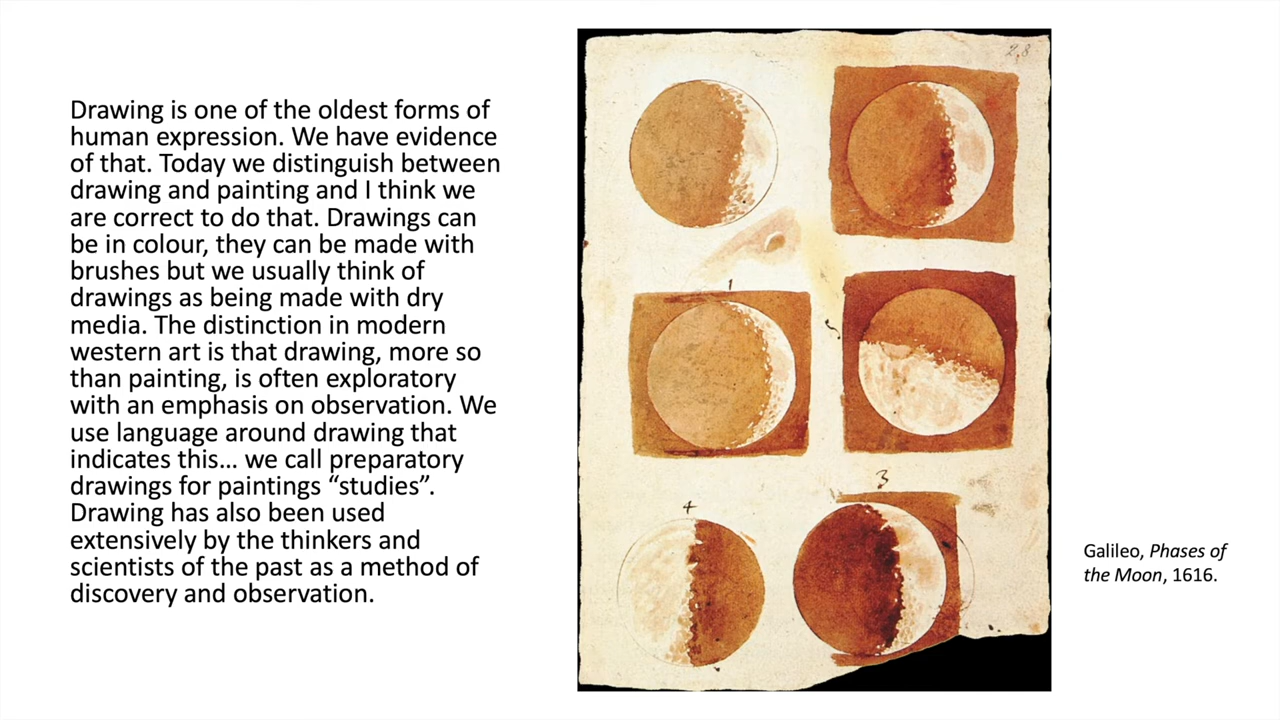 Drawing is one of the oldest forms of
human expression. We have evidence
of that. Today we distinguish between
drawing and painting and I think we
are correct to do that. Drawings can
be in colour, they can be made with
brushes but we usually think of
drawings as being made with dry
media. The distinction in modern
western art is that drawing, more so
than painting, is often exploratory
with an emphasis on observation. We
use language around drawing that
indicates this... we call preparatory
drawings for paintings “studies”.
Drawing has also been used
extensively by the thinkers and
scientists of the past as a method of
discovery and observation.
1
3
4
Galileo, Phases of
the Moon, 1616.